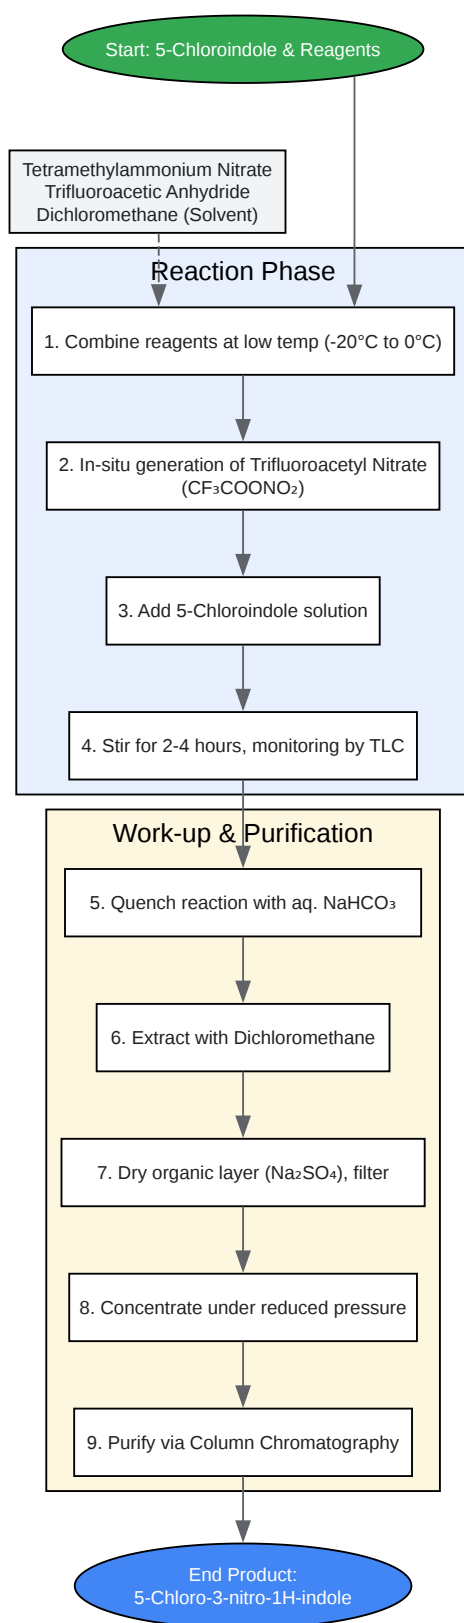 Start: 5-Chloroindole & Reagents
Tetramethylammonium Nitrate
Trifluoroacetic Anhydride
Dichloromethane (Solvent)
Reaction Phase
1. Combine reagents at low temp (-20°C to 0°C)
2. In-situ generation of Trifluoroacetyl Nitrate
(CF₃COONO₂)
3. Add 5-Chloroindole solution
4. Stir for 2-4 hours, monitoring by TLC
Work-up & Purification
5. Quench reaction with aq. NaHCO₃
6. Extract with Dichloromethane
7. Dry organic layer (Na₂SO₄), filter
8. Concentrate under reduced pressure
9. Purify via Column Chromatography
End Product:
5-Chloro-3-nitro-1H-indole